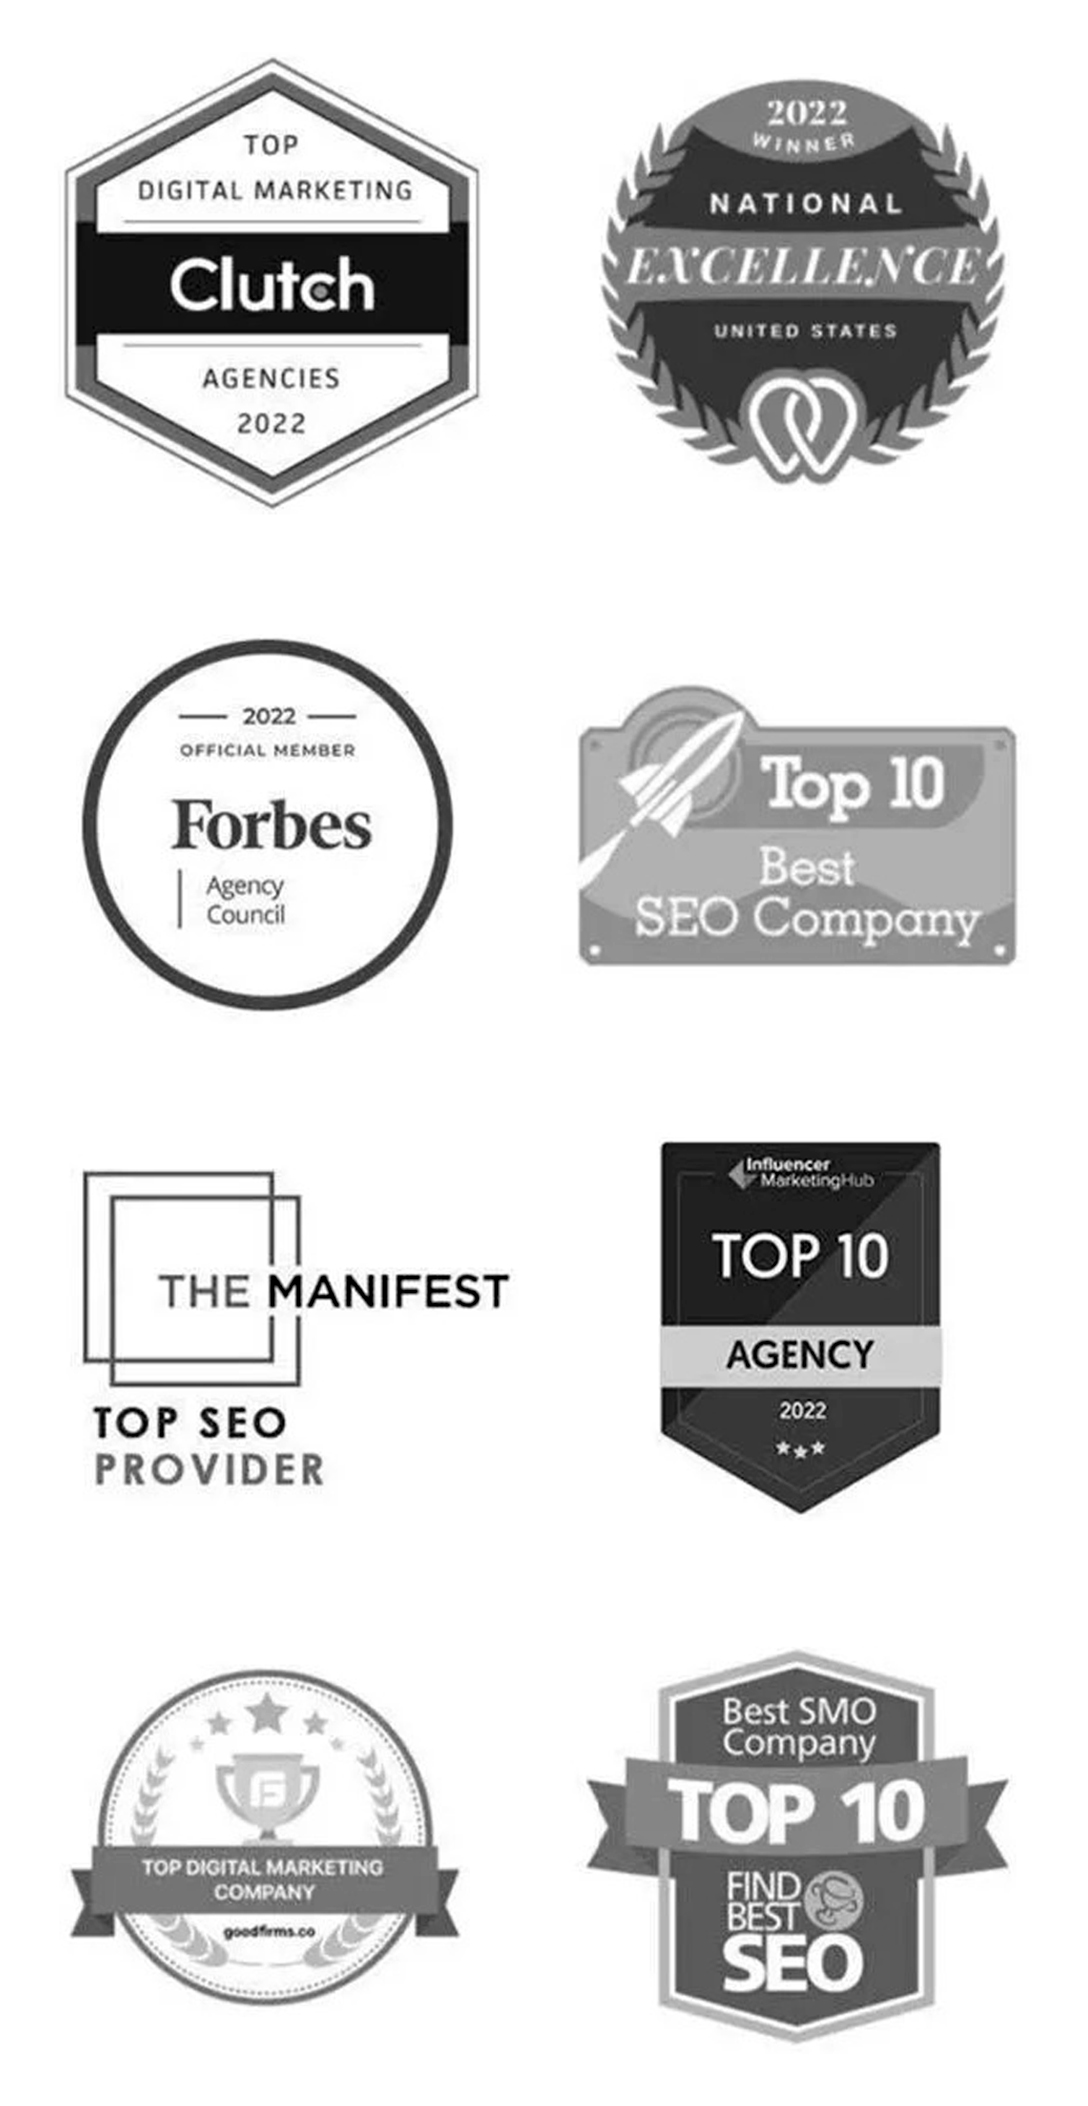 TOP
DIGITAL MARKETING
Clutch
AGENCIES
2022
2022
WINNER
NATIONAL
EXCELLENCE
UNITED STATES
2022
OFFICIAL MEMBER
Forbes
Agency
Council
Top 10
Best
SEO Company
THE MANIFEST
TOP SEO
PROVIDER
Influencer
MarketingHub
TOP 10
AGENCY
2022
TOP DIGITAL MARKETING
COMPANY
goodfirms.co
Best SMO
Company
TOP 10
FIND
BEST
SEO